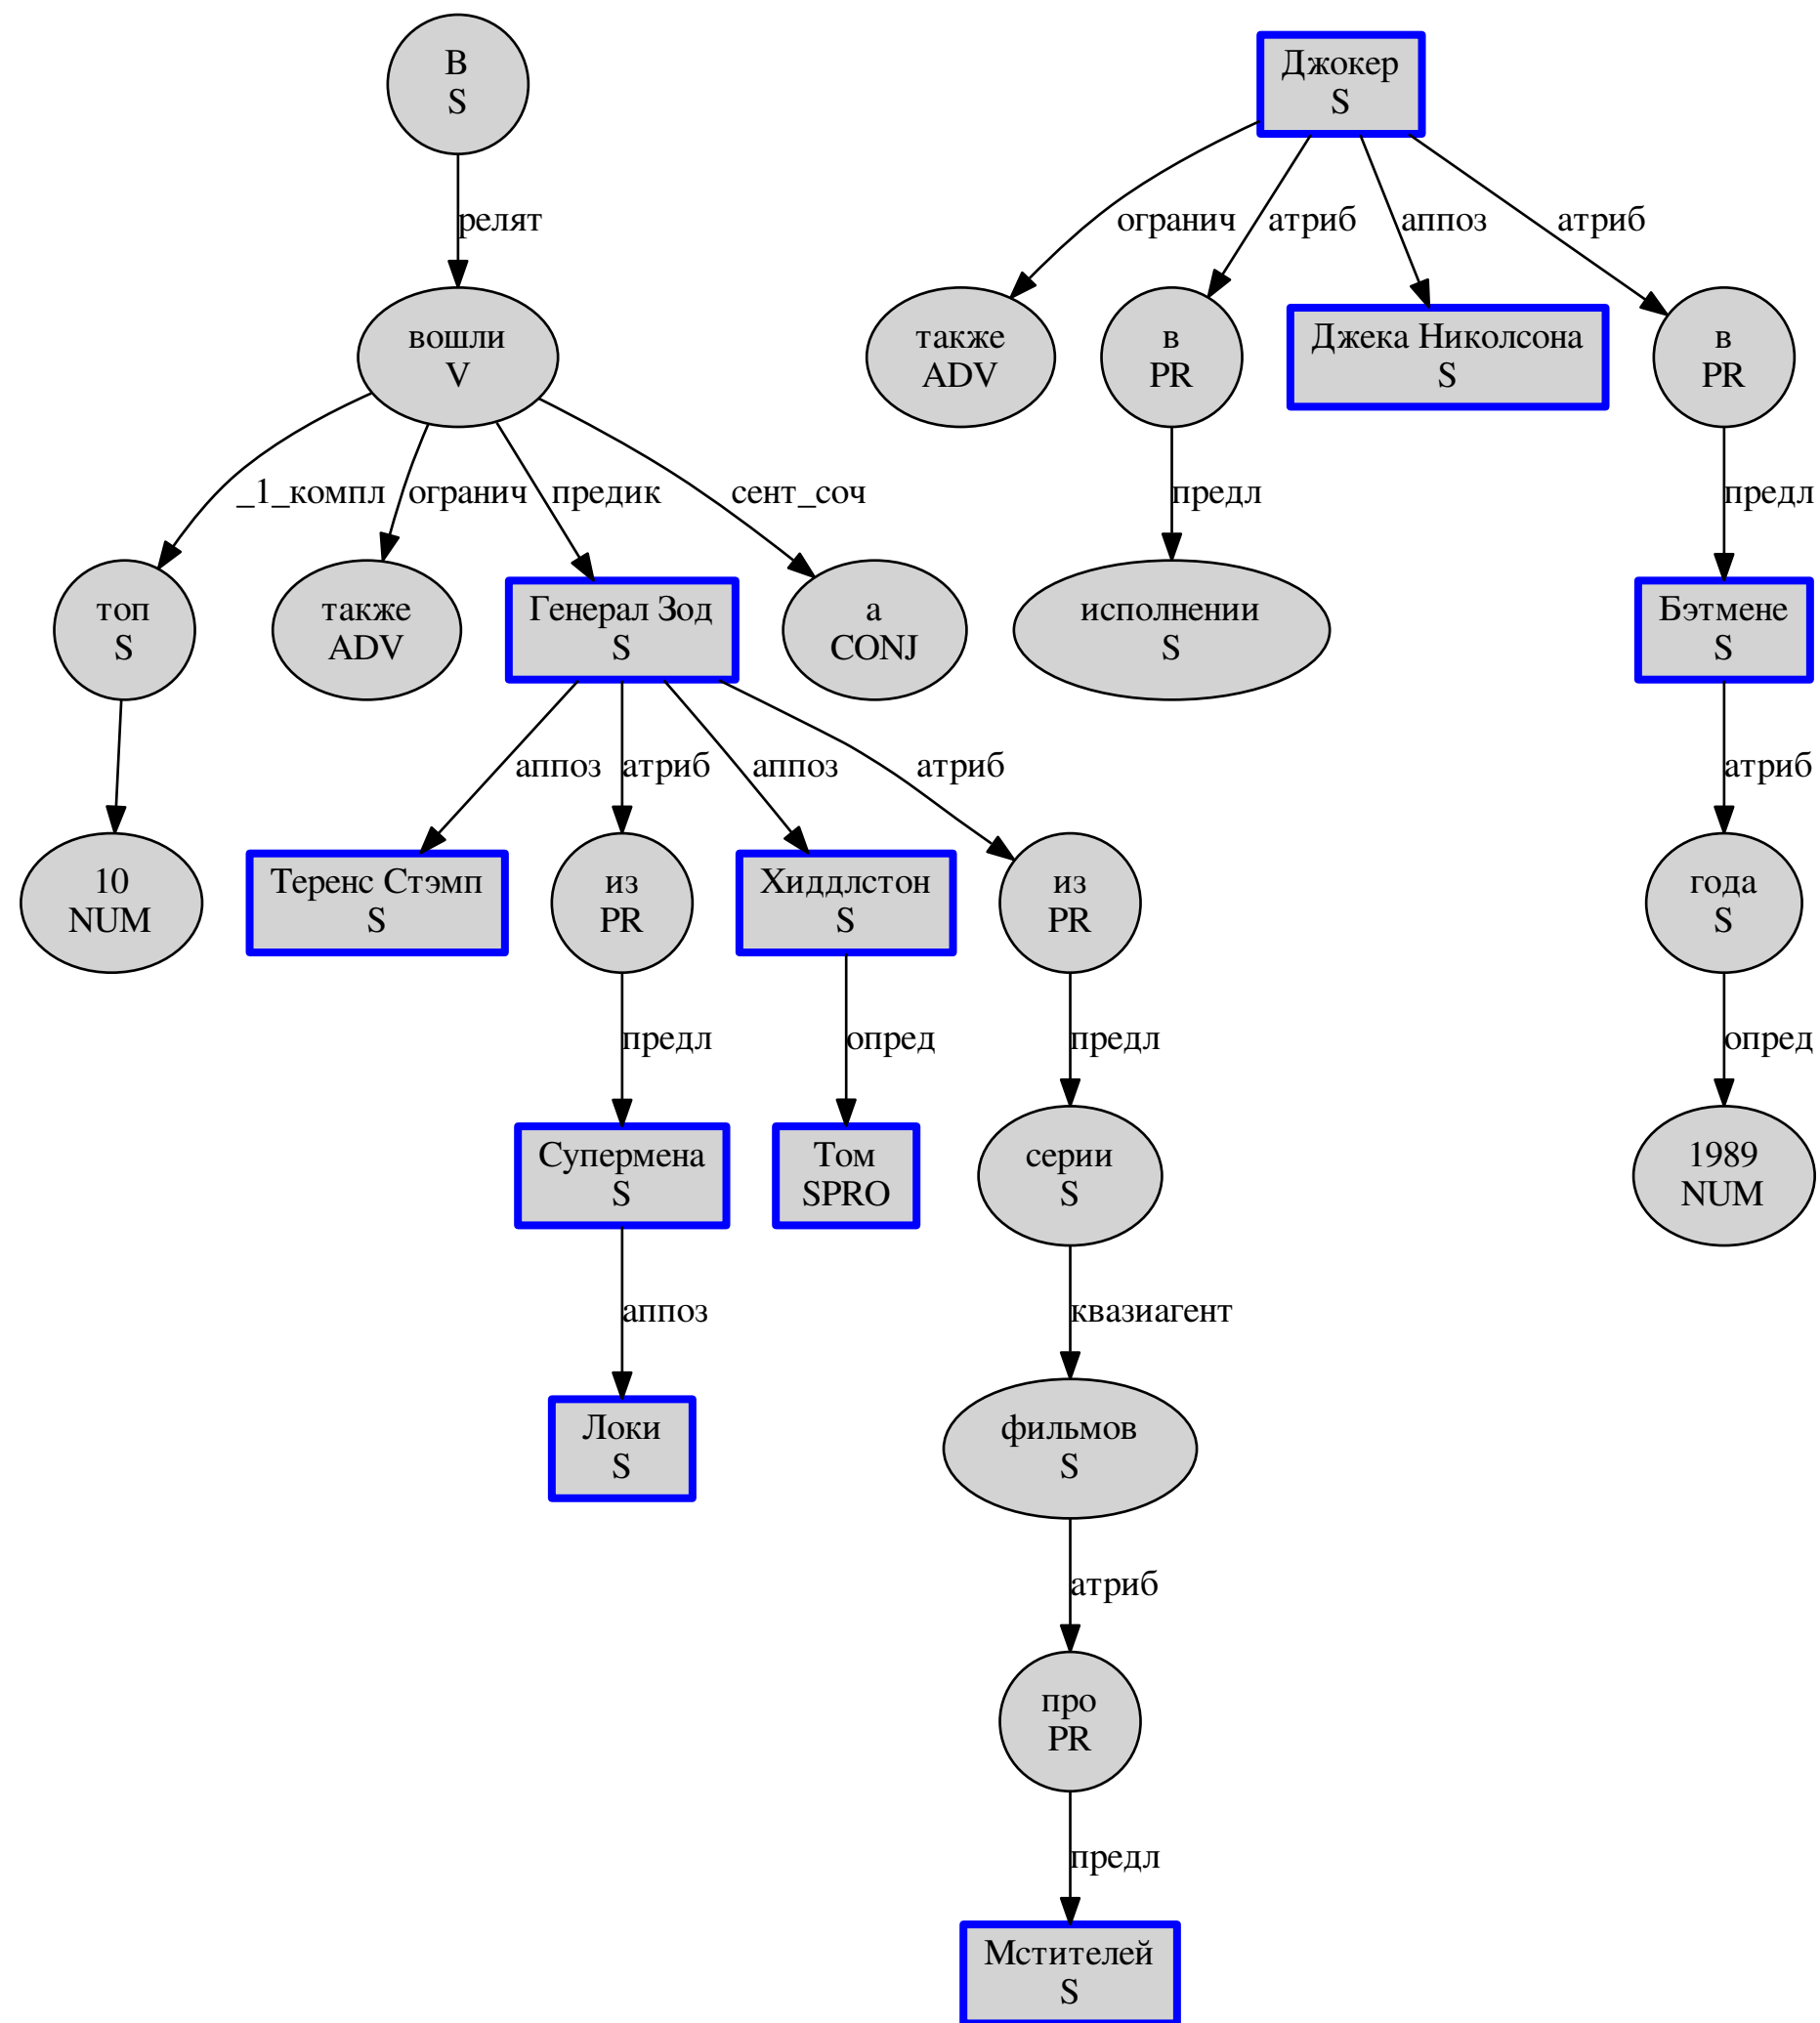 В
S
Джокер
S
релят
огранич
атриб
аппоз
атриб
вошли
V
также
ADV
в
PR
Джека Николсона
S
в
PR
_1_компл
огранич
предик
сент_соч
предл
предл
топ
S
также
ADV
Генерал Зод
S
а
CONJ
исполнении
S
Бэтмене
S
аппоз
атриб
аппоз
атриб
атриб
10
NUM
Теренс Стэмп
S
из
PR
Хиддлстон
S
из
PR
года
S
предл
опред
предл
опред
Супермена
S
Том
SPRO
серии
S
1989
NUM
аппоз
квазиагент
Локи
S
фильмов
S
атриб
про
PR
предл
Мстителей
S